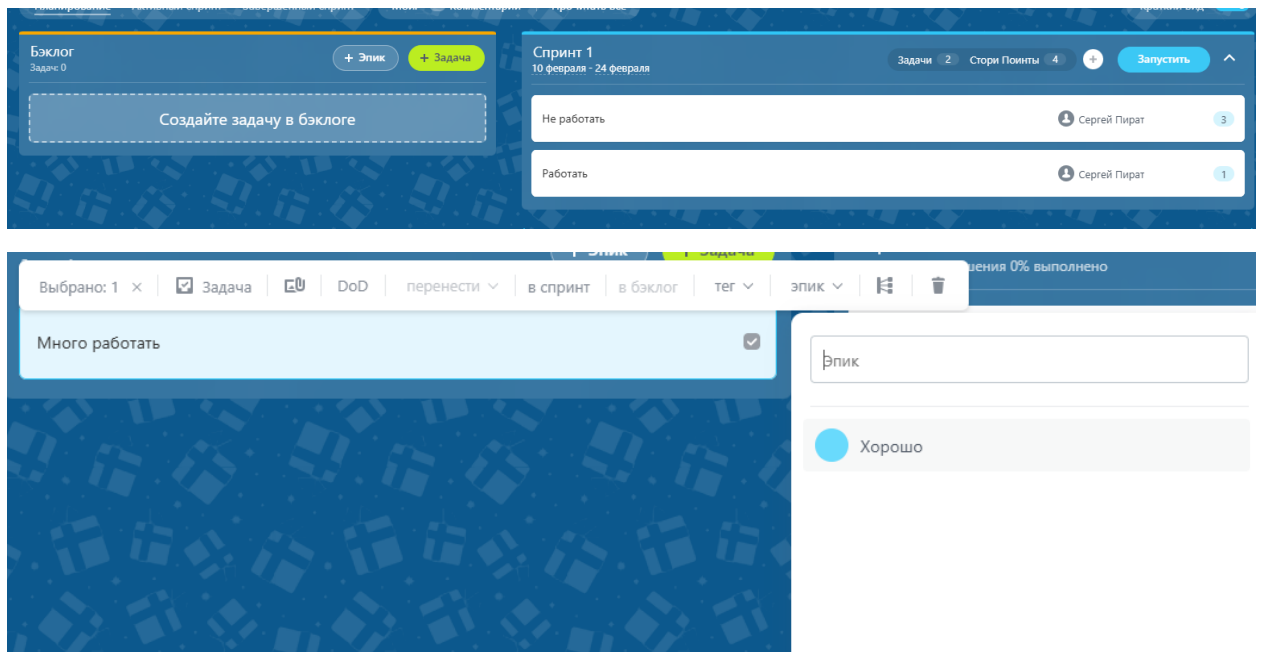 Бэклог
Задач: 0
+ Эпик
+ Задача
Создайте задачу в бэклоге
Спринт 1
10 февраля - 24 февраля
Задачи 2 Стори Поинты 4 + Запустить
Не работать Сергей Пират 3
Работать Сергей Пират 1
+ Эпик + Задача
Выбрано: 1 × Задача DoD перенести в спринт в бэклог тег эпик
0% выполнено
Много работать
Эпик
Хорошо